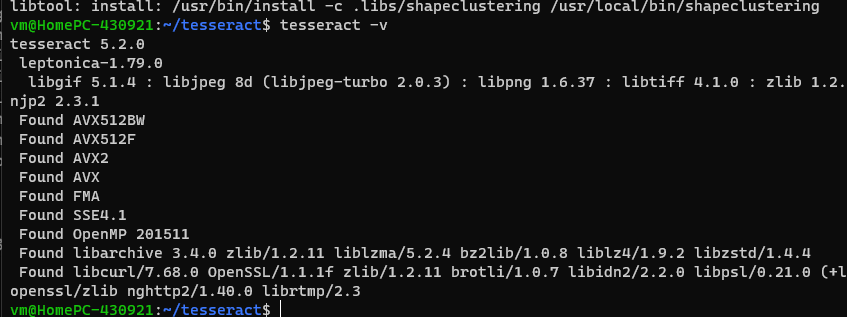 libtool: install: /usr/bin/install -c .libs/shapeclustering /usr/local/bin/shapeclustering
vm@HomePC-430921:~/tesseract$ tesseract -v
tesseract 5.2.0
 leptonica-1.79.0
  libgif 5.1.4 : libjpeg 8d (libjpeg-turbo 2.0.3) : libpng 1.6.37 : libtiff 4.1.0 : zlib 1.2.
njp2 2.3.1
 Found AVX512BW
 Found AVX512F
 Found AVX2
 Found AVX
 Found FMA
 Found SSE4.1
 Found OpenMP 201511
 Found libarchive 3.4.0 zlib/1.2.11 liblzma/5.2.4 bz2lib/1.0.8 liblz4/1.9.2 libzstd/1.4.4
 Found libcurl/7.68.0 OpenSSL/1.1.1f zlib/1.2.11 brotli/1.0.7 libidn2/2.2.0 libpsl/0.21.0 (+l
openssl/zlib nghttp2/1.40.0 librtmp/2.3
vm@HomePC-430921:~/tesseract$